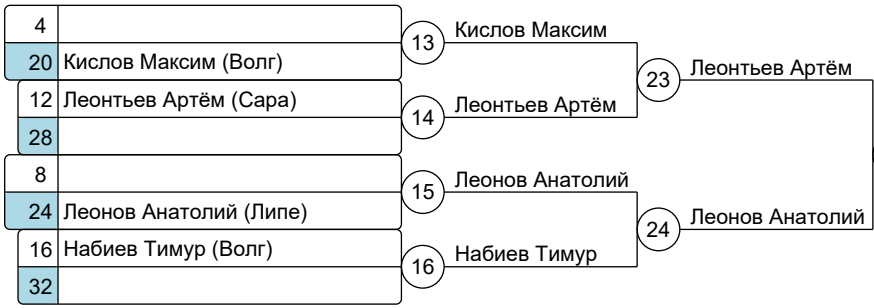 4
20 Кислов Максим (Волг)
12 Леонтьев Артём (Сара)
28
8
24 Леонов Анатолий (Липе)
16 Набиев Тимур (Волг)
32
13 Кислов Максим
14 Леонтьев Артём
15 Леонов Анатолий
16 Набиев Тимур
23 Леонтьев Артём
24 Леонов Анатолий